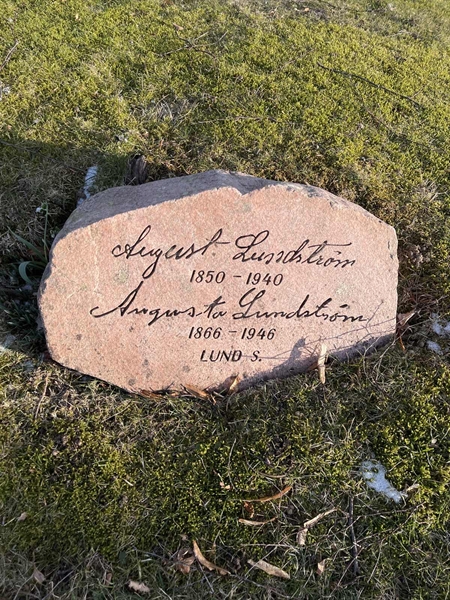 August Lundström
1850 - 1940
Augusta Lundström
1866 - 1946
LUND S.